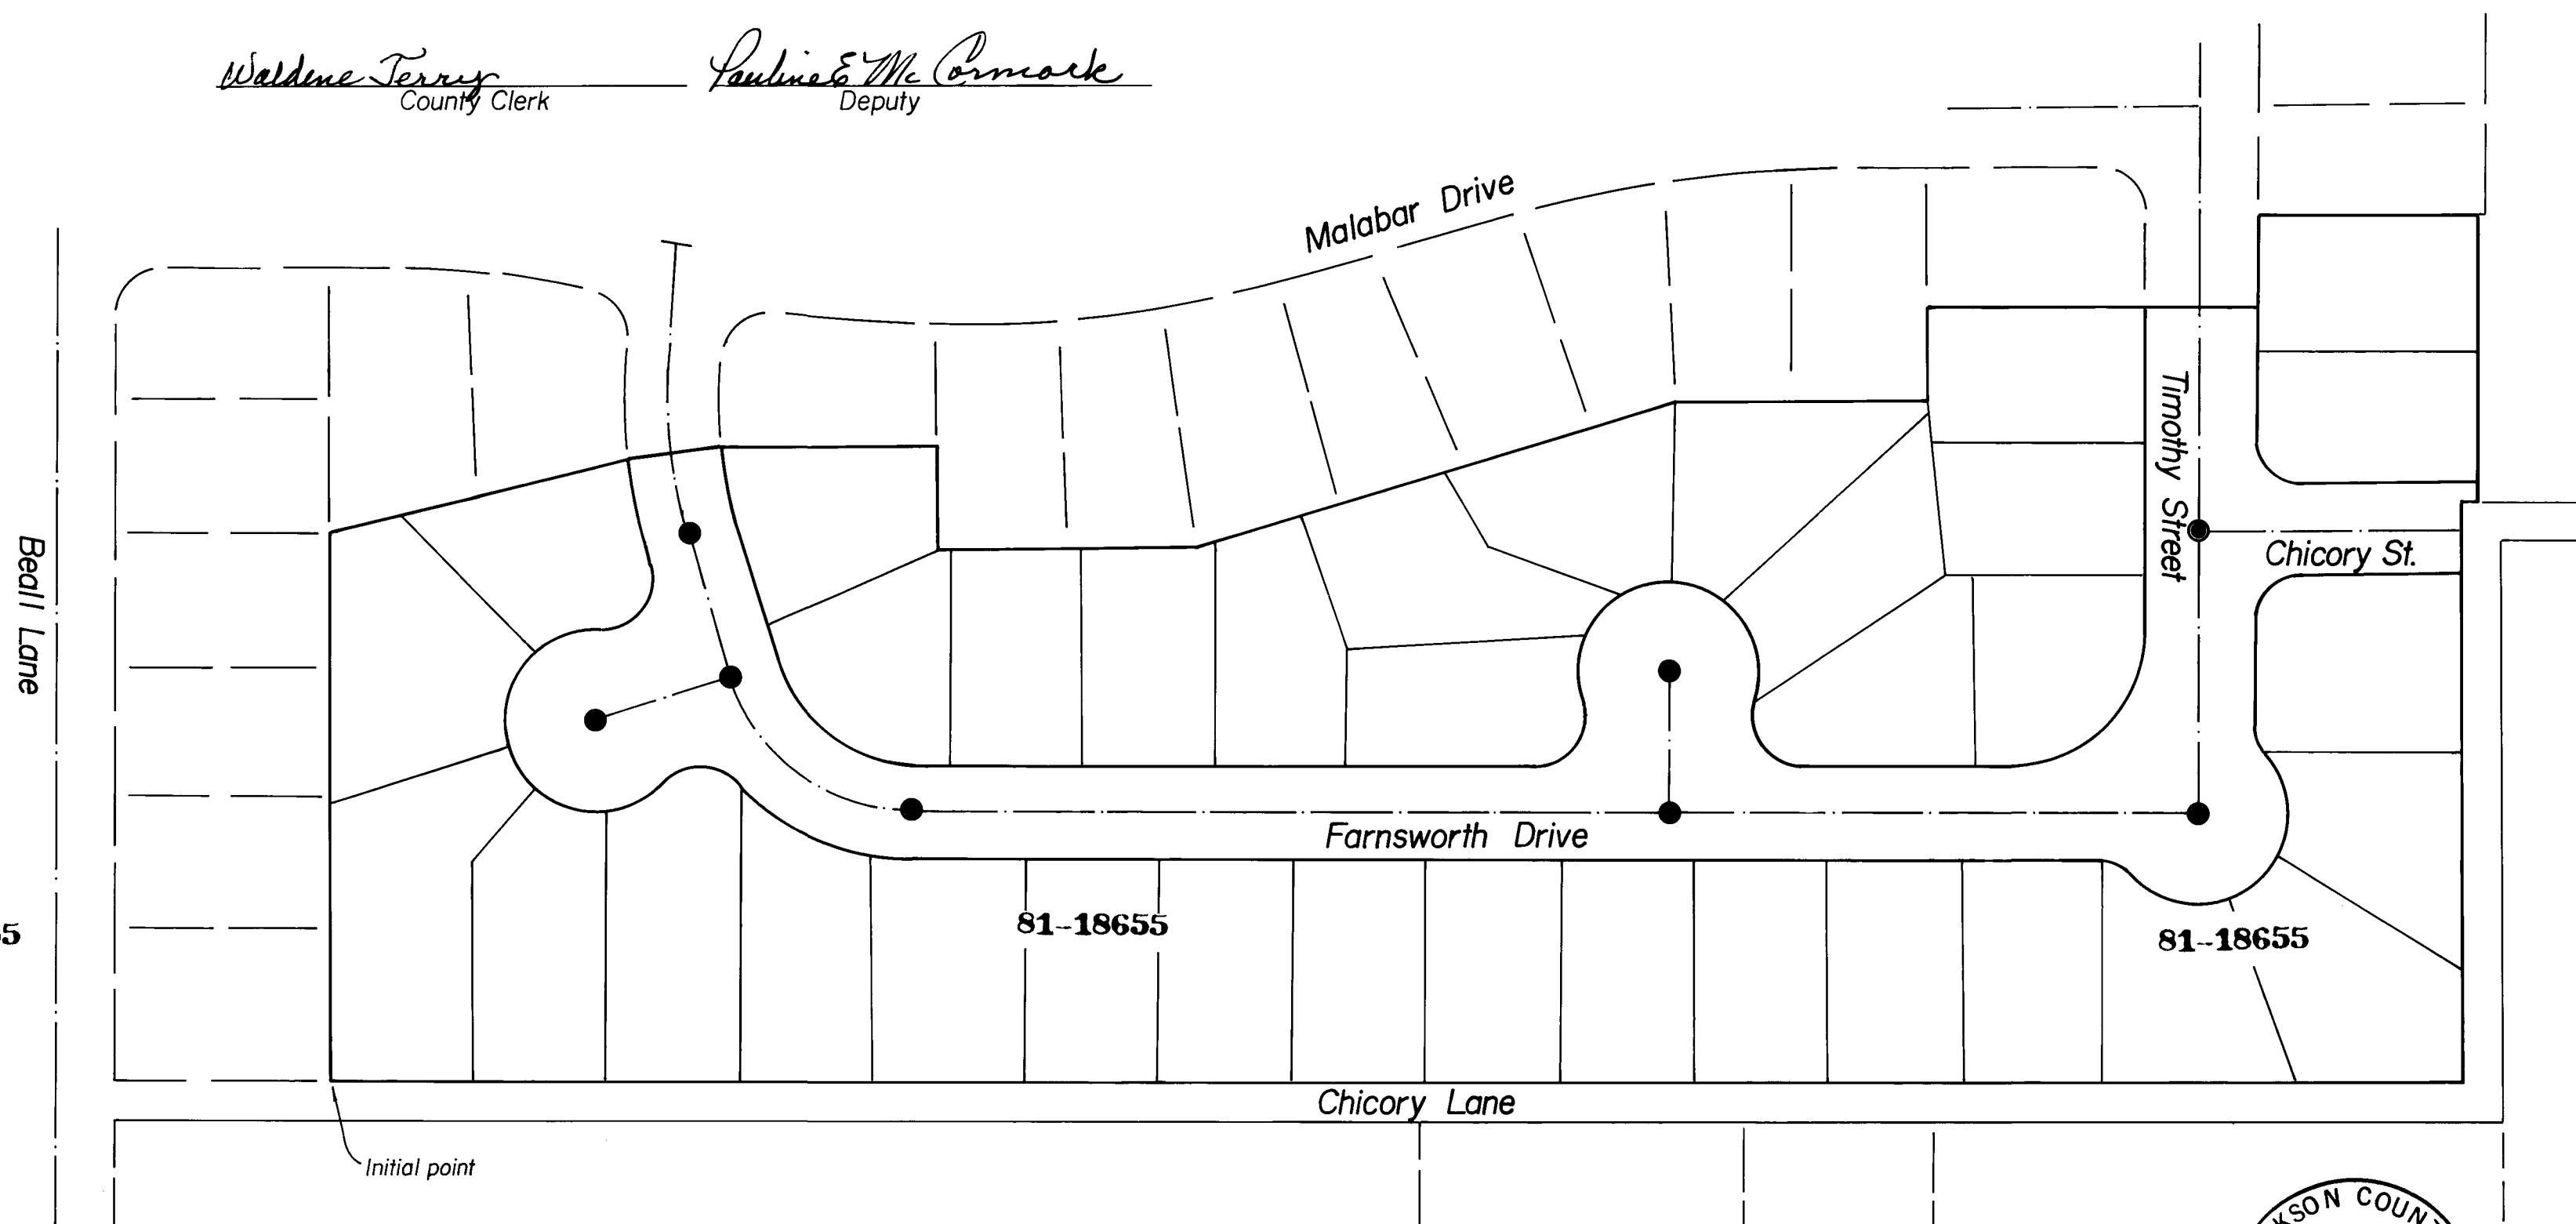 Waldene Terry
County Clerk
Pauline E McCormack
Deputy
Malabar Drive
Timothy Street
Chicory St.
Beall Lane
Farnsworth Drive
81-18655
81-18655
Chicory Lane
Initial point